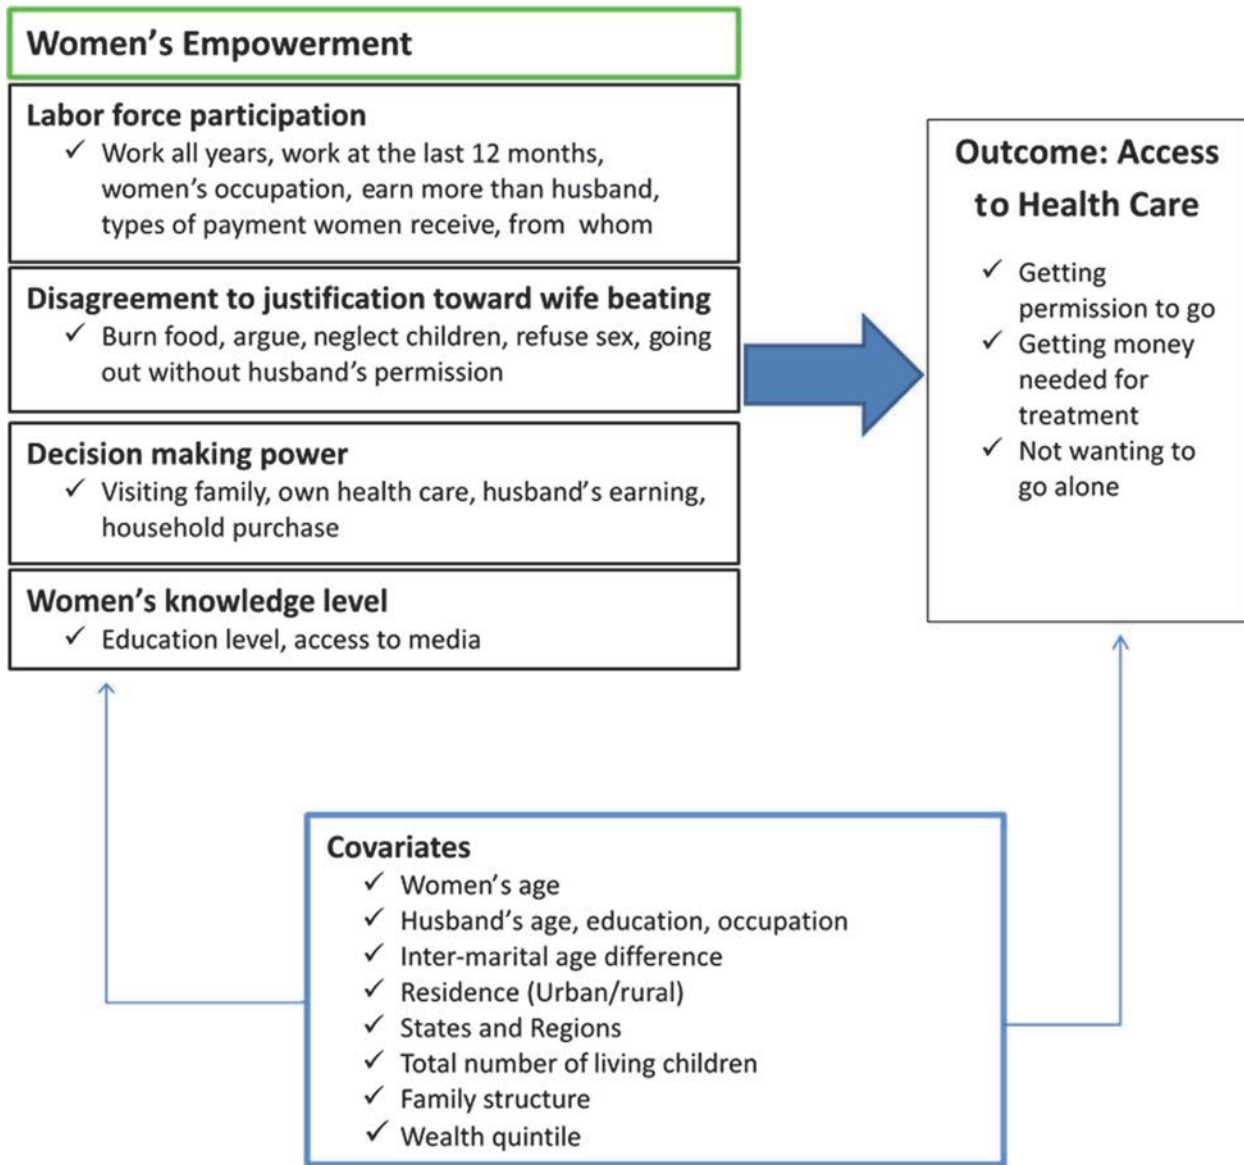 Women's Empowerment
Labor force participation
✓ Work all years, work at the last 12 months,
women's occupation, earn more than husband,
types of payment women receive, from whom
Disagreement to justification toward wife beating
✓ Burn food, argue, neglect children, refuse sex, going
out without husband's permission
Decision making power
✓ Visiting family, own health care, husband's earning,
household purchase
Women's knowledge level
✓ Education level, access to media
Outcome: Access
to Health Care
✓ Getting
permission to go
✓ Getting money
needed for
treatment
✓ Not wanting to
go alone
Covariates
✓ Women's age
✓ Husband's age, education, occupation
✓ Inter-marital age difference
✓ Residence (Urban/rural)
✓ States and Regions
✓ Total number of living children
✓ Family structure
✓ Wealth quintile